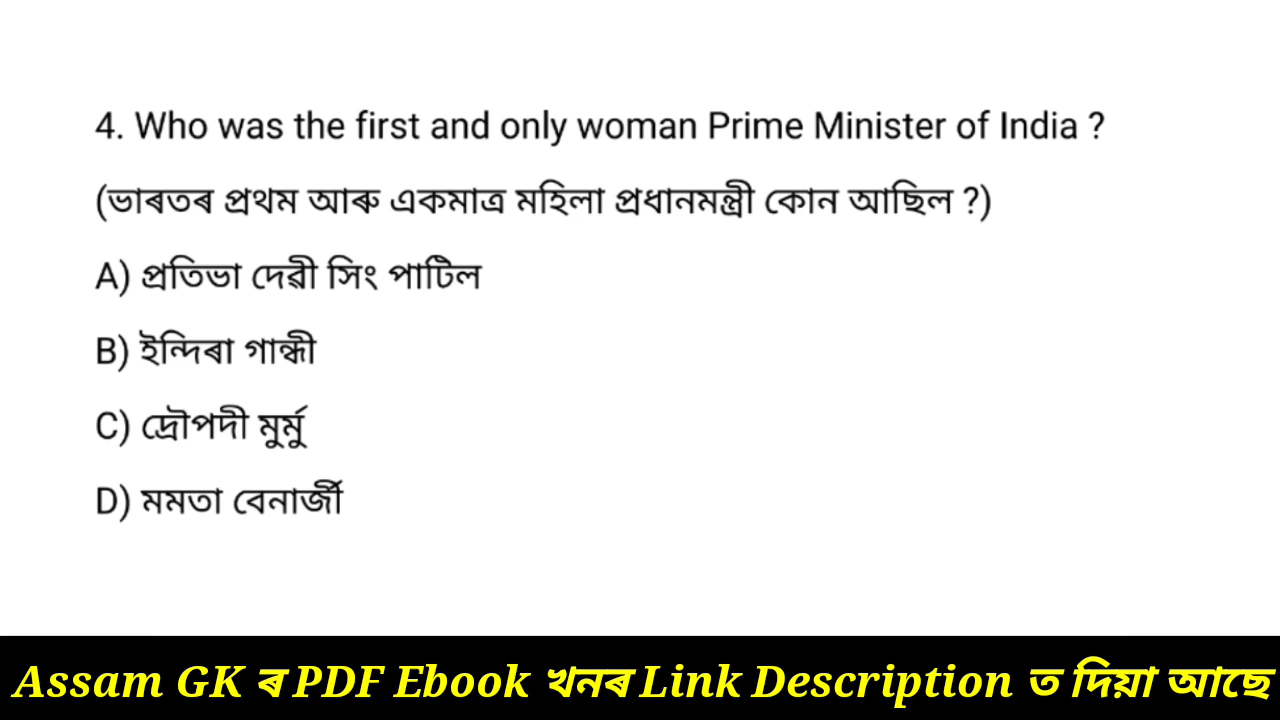 4. Who was the first and only woman Prime Minister of India ?
(ভাৰতৰ প্ৰথম আৰু একমাত্ৰ মহিলা প্ৰধানমন্ত্ৰী কোন আছিল ?)
A) প্ৰতিভা দেৱী সিং পাটিল
B) ইন্দিৰা গান্ধী
C) দ্ৰৌপদী মুৰ্মু
D) মমতা বেনাৰ্জী
Assam GK ৰ PDF Ebook খনৰ Link Description ত দিয়া আছে